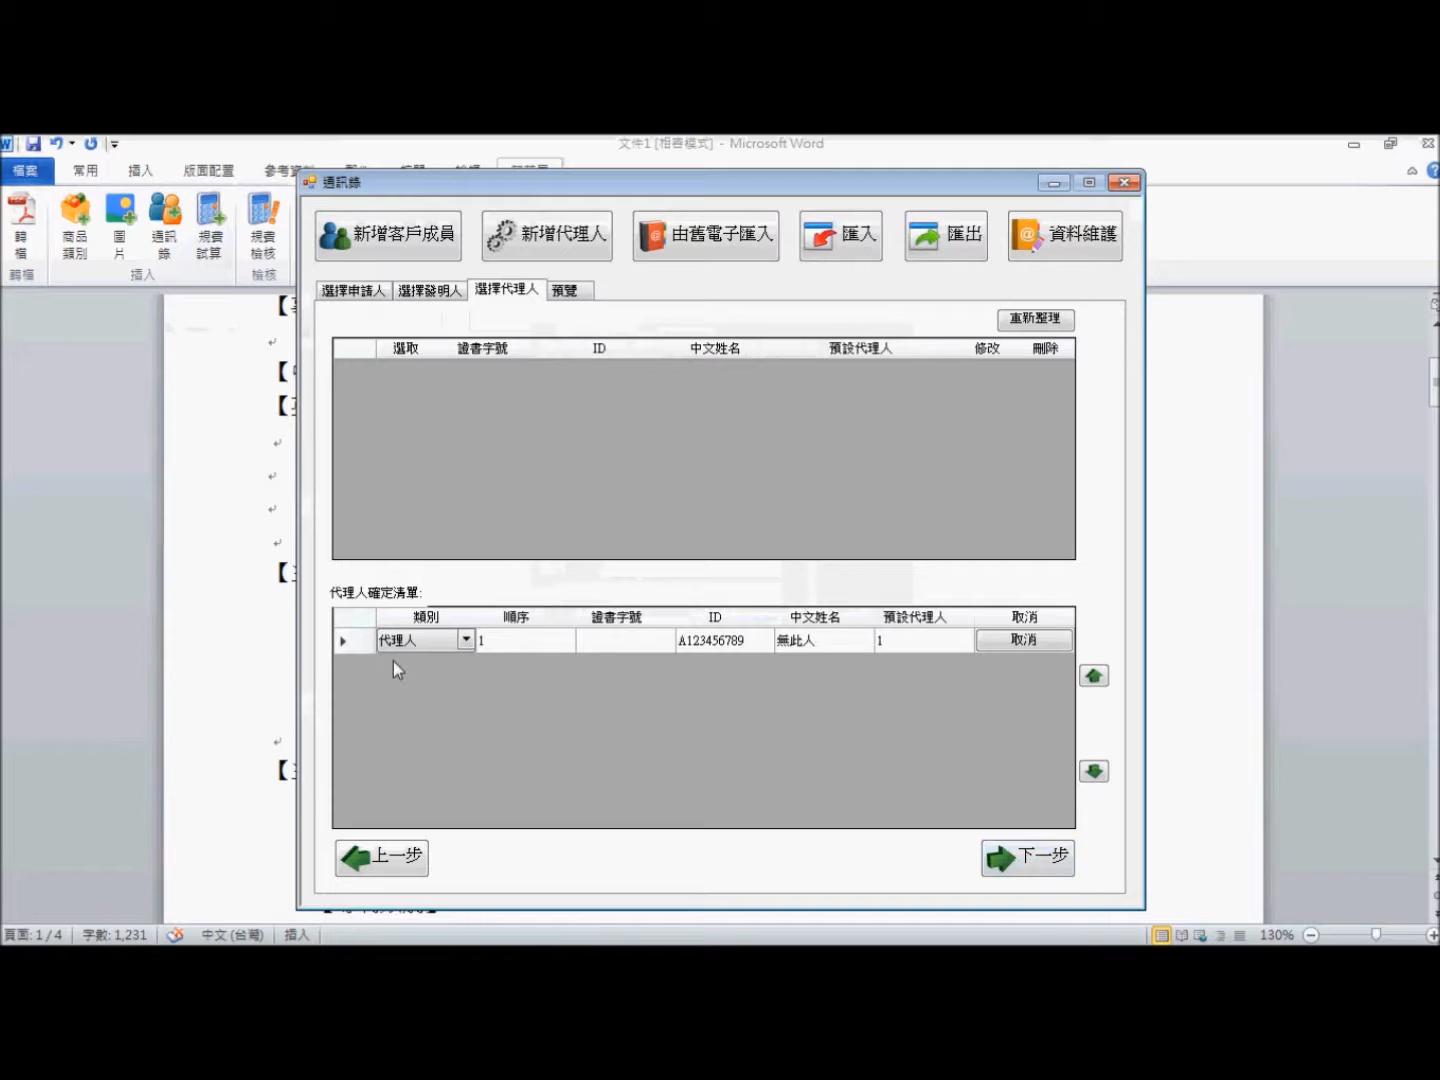 文件1 [相容模式] - Microsoft Word
檔案 常用 插入 版面配置
通訊錄
轉檔 商品類別 圖片 通訊錄 規費試算 規費檢核
轉檔 插入 檢核
新增客戶成員 新增代理人 由舊電子匯入 匯入 匯出 資料維護
選擇申請人 選擇發明人 選擇代理人 預覽
重新整理
選取 證書字號 ID 中文姓名 預設代理人 修改 刪除
代理人確定清單:
類別 順序 證書字號 ID 中文姓名 預設代理人 取消
代理人 1 A123456789 無此人 1 取消
上一步 下一步
頁面: 1/4 字數: 1,231 中文(台灣) 插入 130%